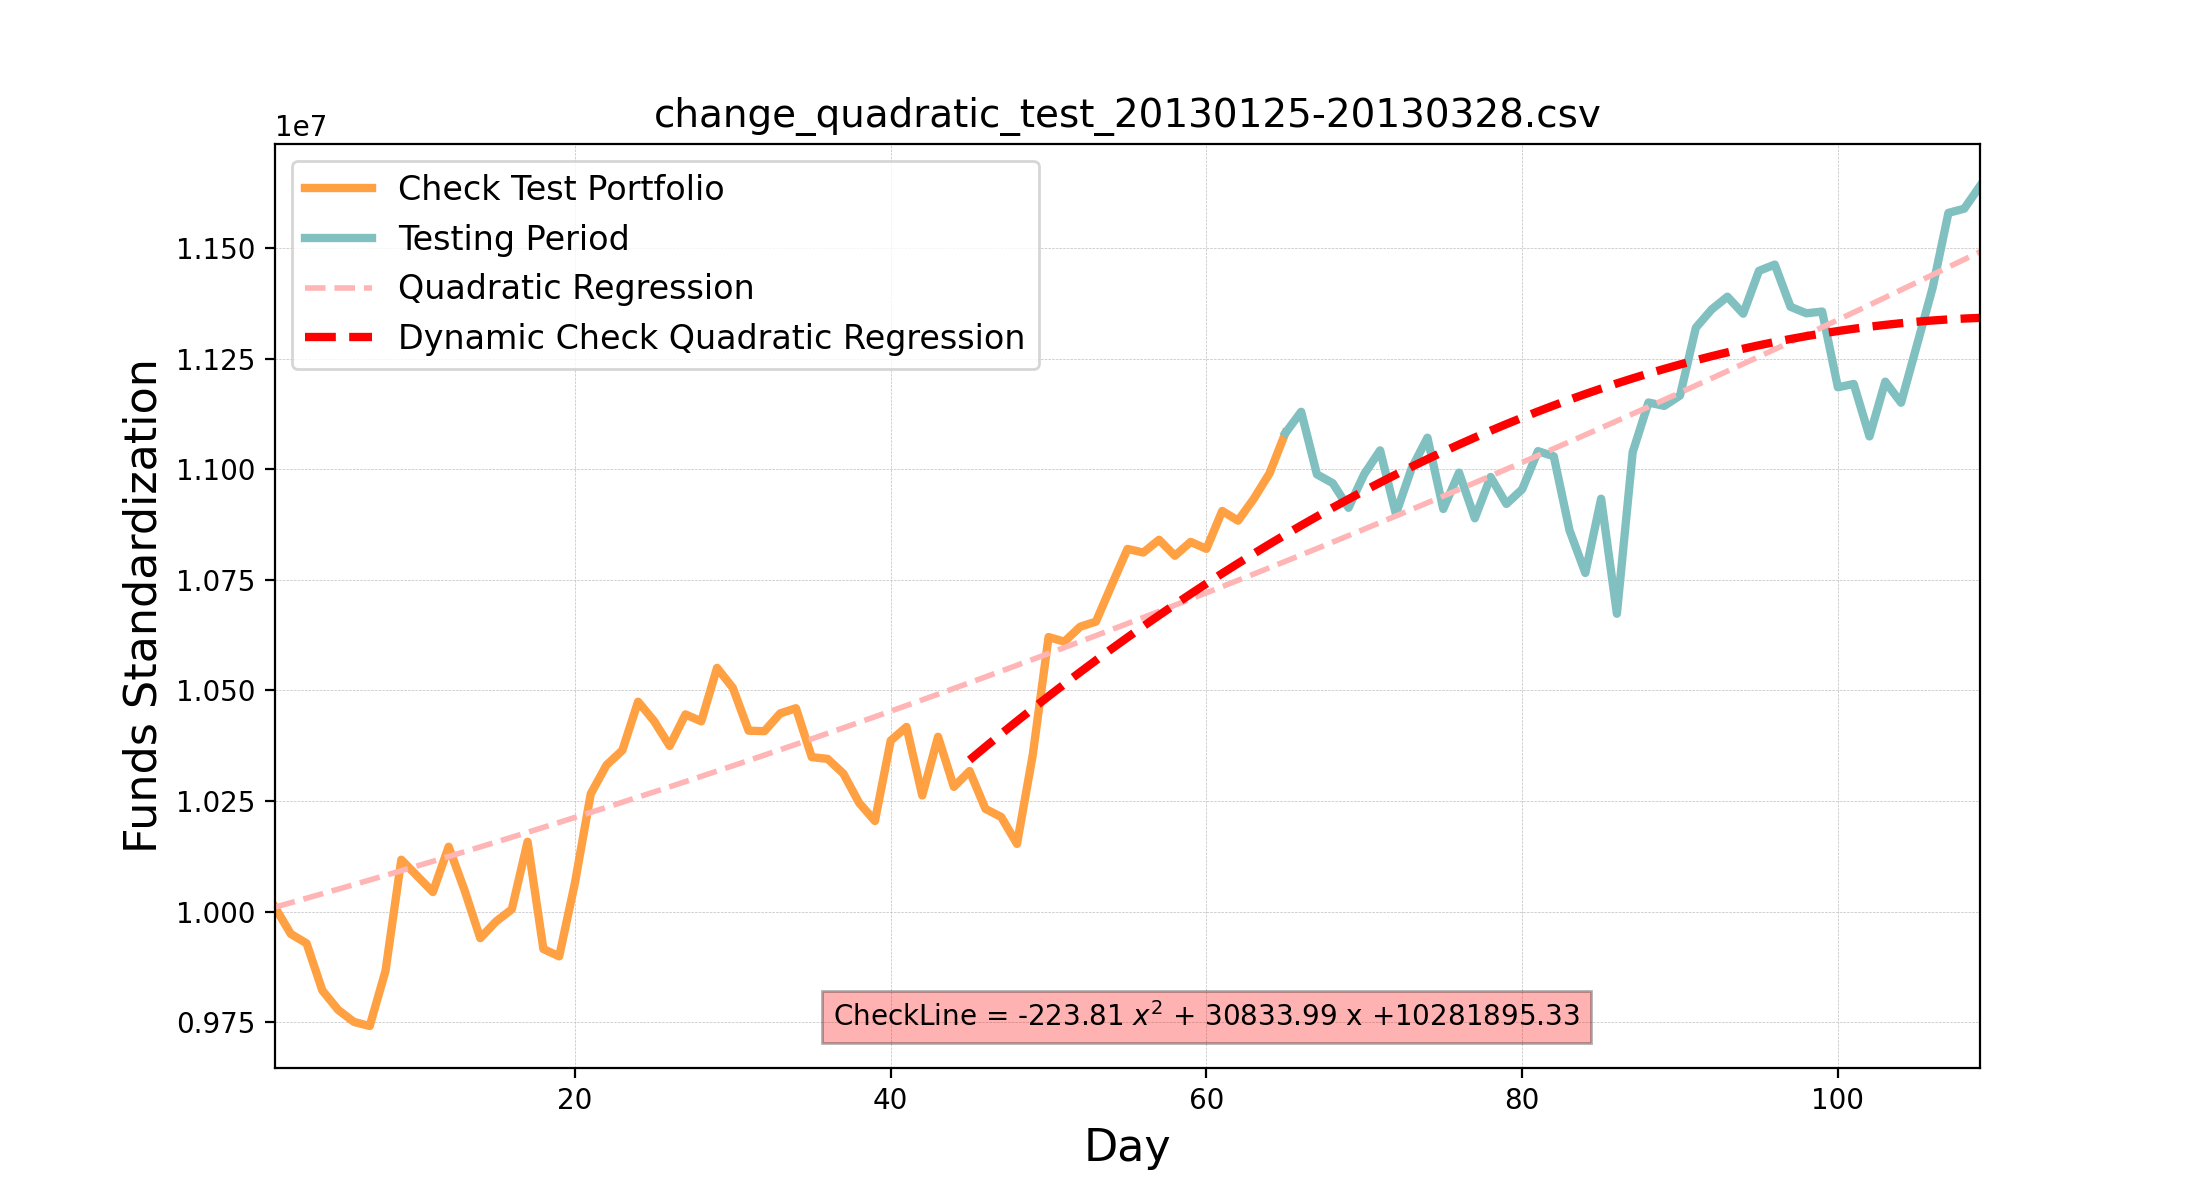 change_quadratic_test_20130125-20130328.csv
1e7
Check Test Portfolio
Testing Period
Quadratic Regression
Dynamic Check Quadratic Regression
1.150
1.125
1.100
1.075
1.050
1.025
1.000
0.975
Funds Standardization
CheckLine = -223.81 x² + 30833.99 x +10281895.33
20 40 60 80 100
Day